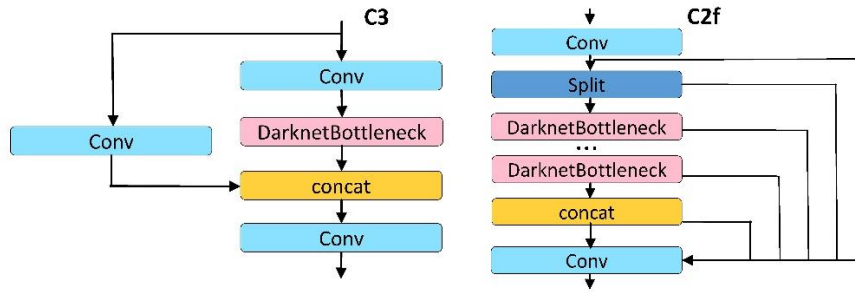 C3
Conv
Conv
DarknetBottleneck
concat
Conv
C2f
Conv
Split
DarknetBottleneck
...
DarknetBottleneck
concat
Conv